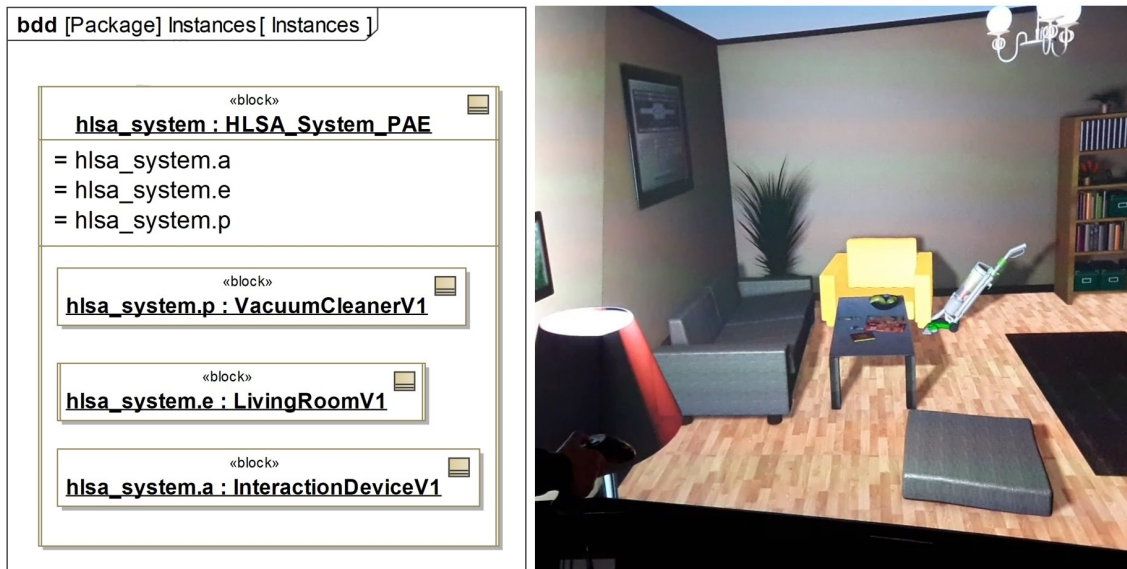 bdd [Package] Instances [ Instances ]
«block»
hlsa_system : HLSA_System_PAE
= hlsa_system.a
= hlsa_system.e
= hlsa_system.p
«block»
hlsa_system.p : VacuumCleanerV1
«block»
hlsa_system.e : LivingRoomV1
«block»
hlsa_system.a : InteractionDeviceV1